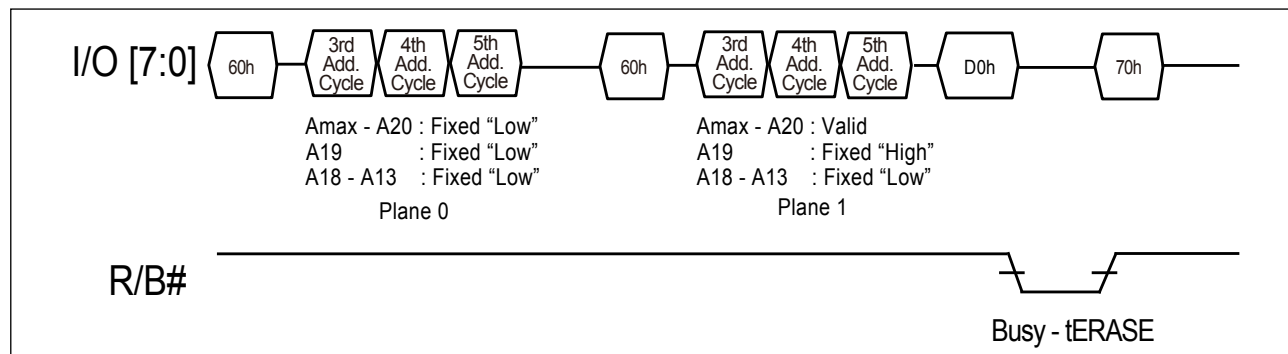 I/O [7:0] 60h 3rd Add. Cycle 4th Add. Cycle 5th Add. Cycle 60h 3rd Add. Cycle 4th Add. Cycle 5th Add. Cycle D0h 70h
Amax - A20 : Fixed “Low”
A19 : Fixed “Low”
A18 - A13 : Fixed “Low”
Plane 0
Amax - A20 : Valid
A19 : Fixed “High”
A18 - A13 : Fixed “Low”
Plane 1
R/B#
Busy - tERASE